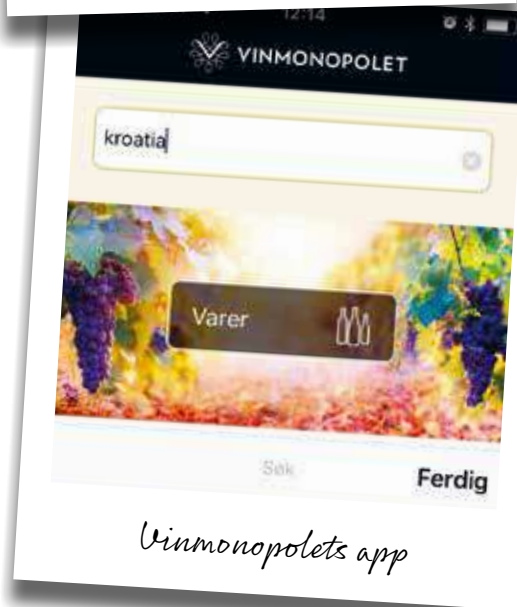 12:14
VINMONOPOLET
kroatia
Varer
Søk
Ferdig
Vinmonopolets app